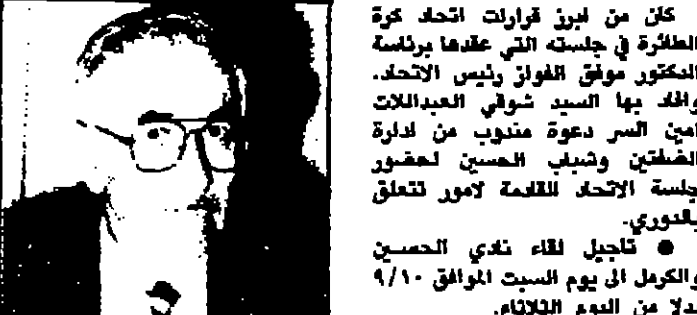 كان من ابرز قرارات اتحاد كرة
الطائرة في جلسته التي عقدها برئاسة
الدكتور موفق الفواز رئيس الاتحاد.
وافاد بها السيد شوقي العبداللات
امين السر دعوة مندوب من ادارة
الضفتين وشباب الحسين لحضور
جلسة الاتحاد القادمة لامور تتعلق
بالدوري.
● تاجيل لقاء نادي الحسين
والكرمل الى يوم السبت الموافق ٩/١٠
بدلا من اليوم الثلاثاء.